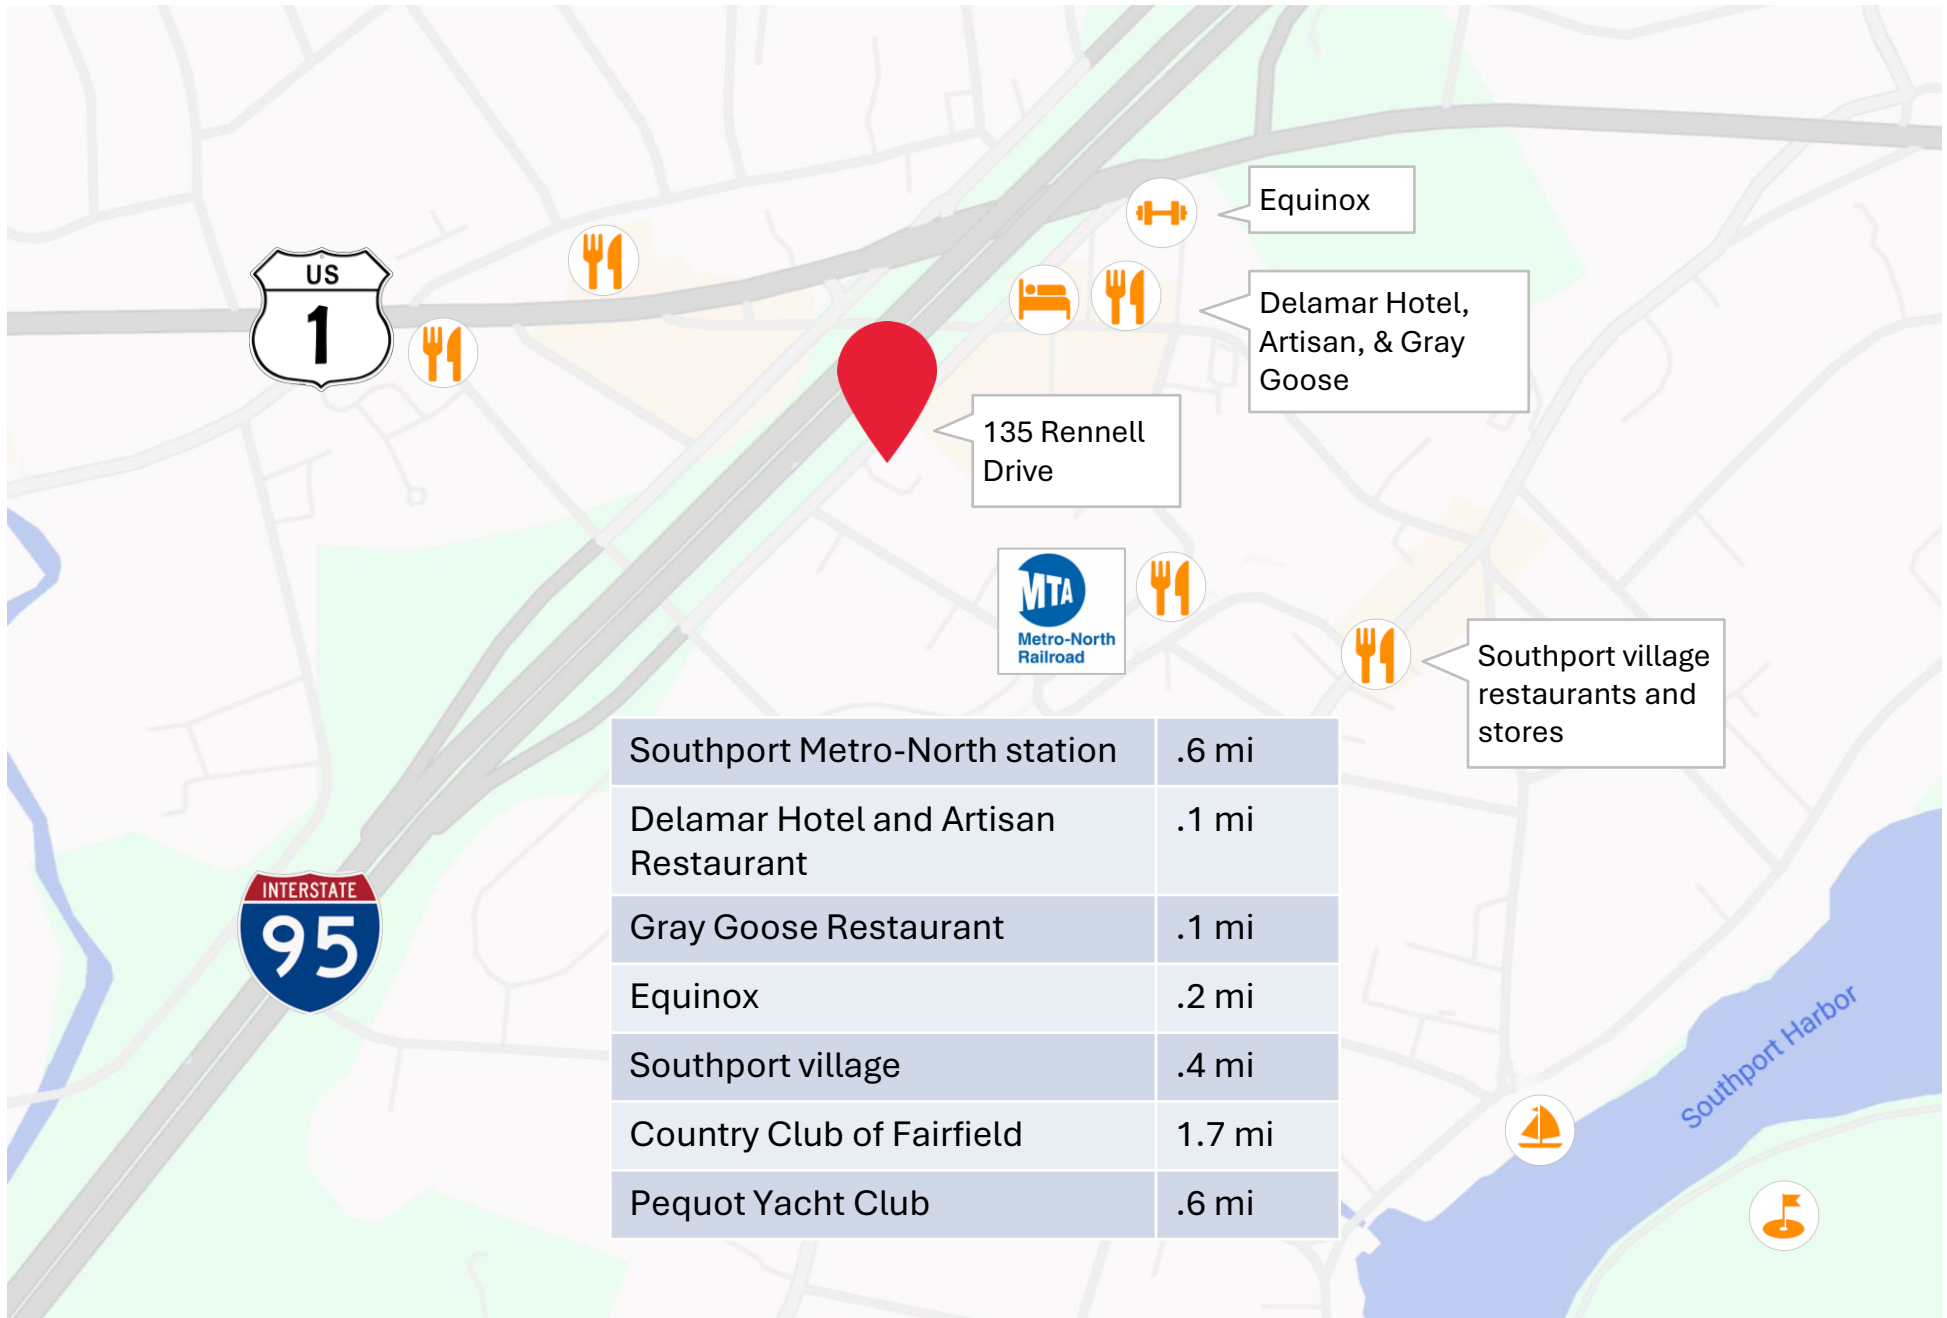 Equinox
US
1
Delamar Hotel,
Artisan, & Gray
Goose
135 Rennell
Drive
MTA
Metro-North
Railroad
Southport village
restaurants and
stores
Southport Metro-North station .6 mi
Delamar Hotel and Artisan .1 mi
Restaurant
Gray Goose Restaurant .1 mi
Equinox .2 mi
Southport village .4 mi
Country Club of Fairfield 1.7 mi
Pequot Yacht Club .6 mi
INTERSTATE
95
Southport Harbor